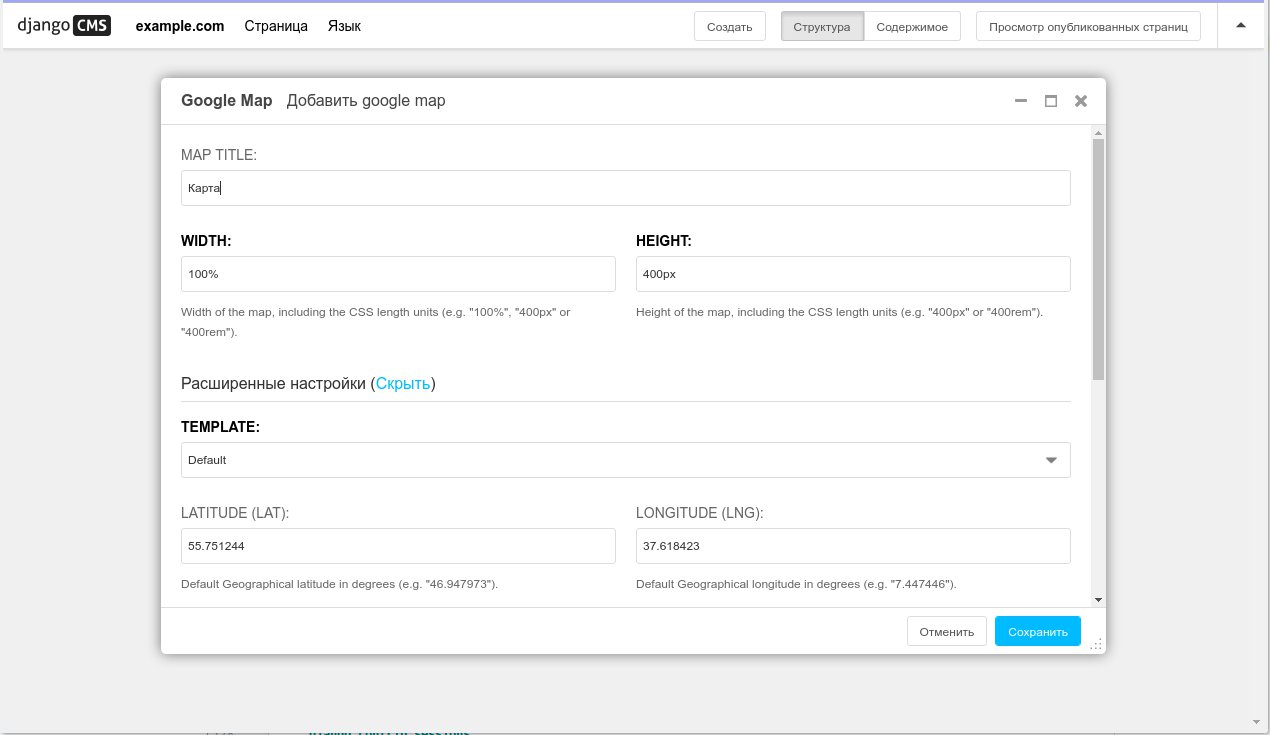 django CMS example.com Страница Язык Создать Структура Содержимое Просмотр опубликованных страниц
Google Map Добавить google map
MAP TITLE:
Карта
WIDTH: HEIGHT:
100% 400px
Width of the map, including the CSS length units (e.g. "100%", "400px" or
"400rem").
Height of the map, including the CSS length units (e.g. "400px" or "400rem").
Расширенные настройки (Скрыть)
TEMPLATE:
Default
LATITUDE (LAT): LONGITUDE (LNG):
55.751244 37.618423
Default Geographical latitude in degrees (e.g. "46.947973"). Default Geographical longitude in degrees (e.g. "7.447446").
Отменить Сохранить